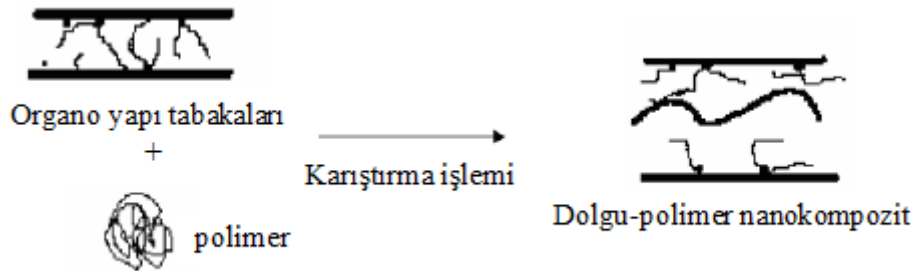 Organo yapı tabakaları
+
polimer
Karıştırma işlemi
Dolgu-polimer nanokompozit